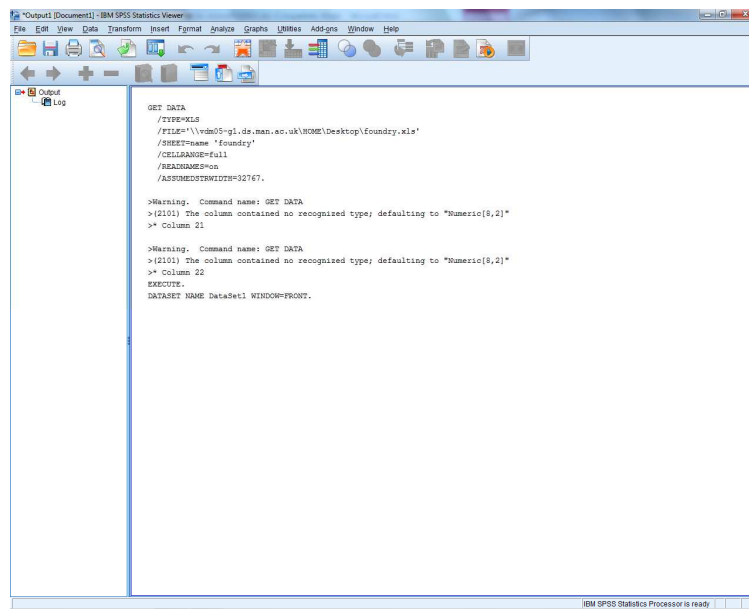 *Output1 [Document1] - IBM SPSS Statistics Viewer
File Edit View Data Transform Insert Format Analyze Graphs Utilities Add-ons Window Help
Output
Log
GET DATA
/TYPE=XLS
/FILE='\\vdm05-g1.ds.man.ac.uk\HOME\Desktop\foundry.xls'
/SHEET=name 'foundry'
/CELLRANGE=full
/READNAMES=on
/ASSUMEDSTRWIDTH=32767.
>Warning.  Command name: GET DATA
>(2101) The column contained no recognized type; defaulting to "Numeric[8,2]"
>* Column 21
>Warning.  Command name: GET DATA
>(2101) The column contained no recognized type; defaulting to "Numeric[8,2]"
>* Column 22
EXECUTE.
DATASET NAME DataSet1 WINDOW=FRONT.
IBM SPSS Statistics Processor is ready